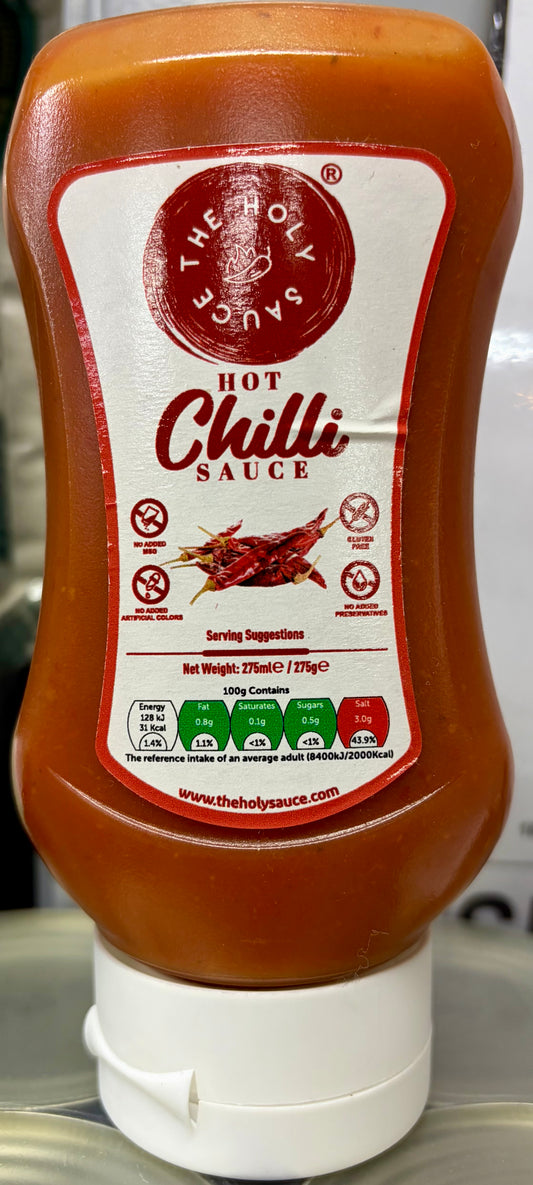 ®
THE HOLY SAUCE
HOT
Chilli
SAUCE
NO ADDED
MSG
GLUTEN
FREE
NO ADDED
ARTIFICIAL COLORS
NO ADDED
PRESERVATIVES
Serving Suggestions
Net Weight: 275ml℮ / 275g℮
100g Contains
Energy
128 kJ
31 Kcal
1.4%
Fat
0.8g
1.1%
Saturates
0.1g
<1%
Sugars
0.5g
<1%
Salt
3.0g
43.9%
The reference intake of an average adult (8400kJ/2000Kcal)
www.theholysauce.com